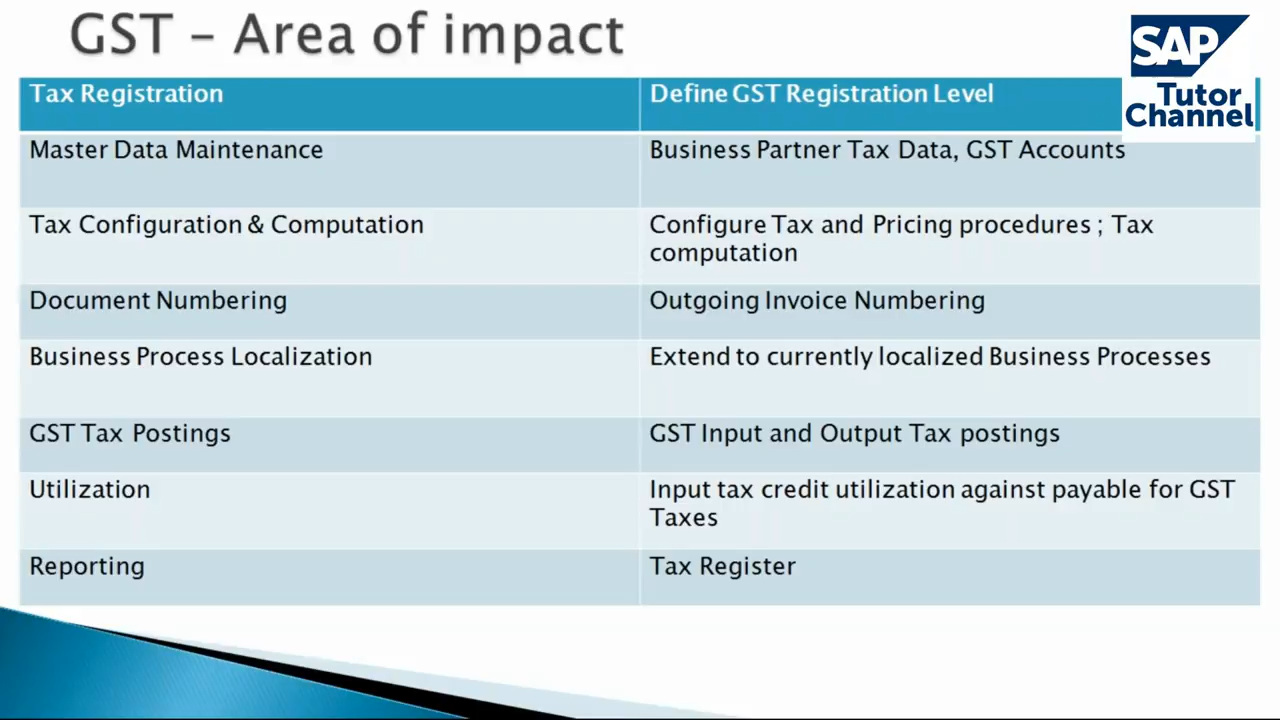 GST – Area of impact
SAP
Tutor
Channel
Tax Registration
Define GST Registration Level
Master Data Maintenance
Business Partner Tax Data, GST Accounts
Tax Configuration & Computation
Configure Tax and Pricing procedures ; Tax
computation
Document Numbering
Outgoing Invoice Numbering
Business Process Localization
Extend to currently localized Business Processes
GST Tax Postings
GST Input and Output Tax postings
Utilization
Input tax credit utilization against payable for GST
Taxes
Reporting
Tax Register